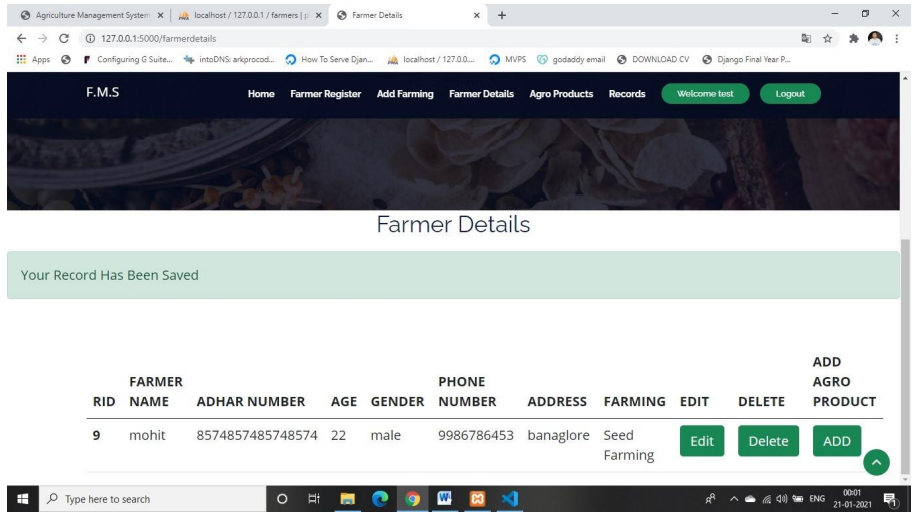 Agriculture Management System
localhost / 127.0.0.1 / farmers | p
Farmer Details
127.0.0.1:5000/farmerdetails
Apps
Configuring G Suite...
intoDNS: arkprocod...
How To Serve Djan...
localhost / 127.0.0....
MVPS
godaddy email
DOWNLOAD CV
Django Final Year P...
F.M.S
Home Farmer Register Add Farming Farmer Details Agro Products Records Welcome test Logout
Farmer Details
Your Record Has Been Saved
RID FARMER NAME ADHAR NUMBER AGE GENDER PHONE NUMBER ADDRESS FARMING EDIT DELETE ADD AGRO PRODUCT
9 mohit 8574857485748574 22 male 9986786453 banaglore Seed Farming Edit Delete ADD
Type here to search
ENG
00:01
21-01-2021